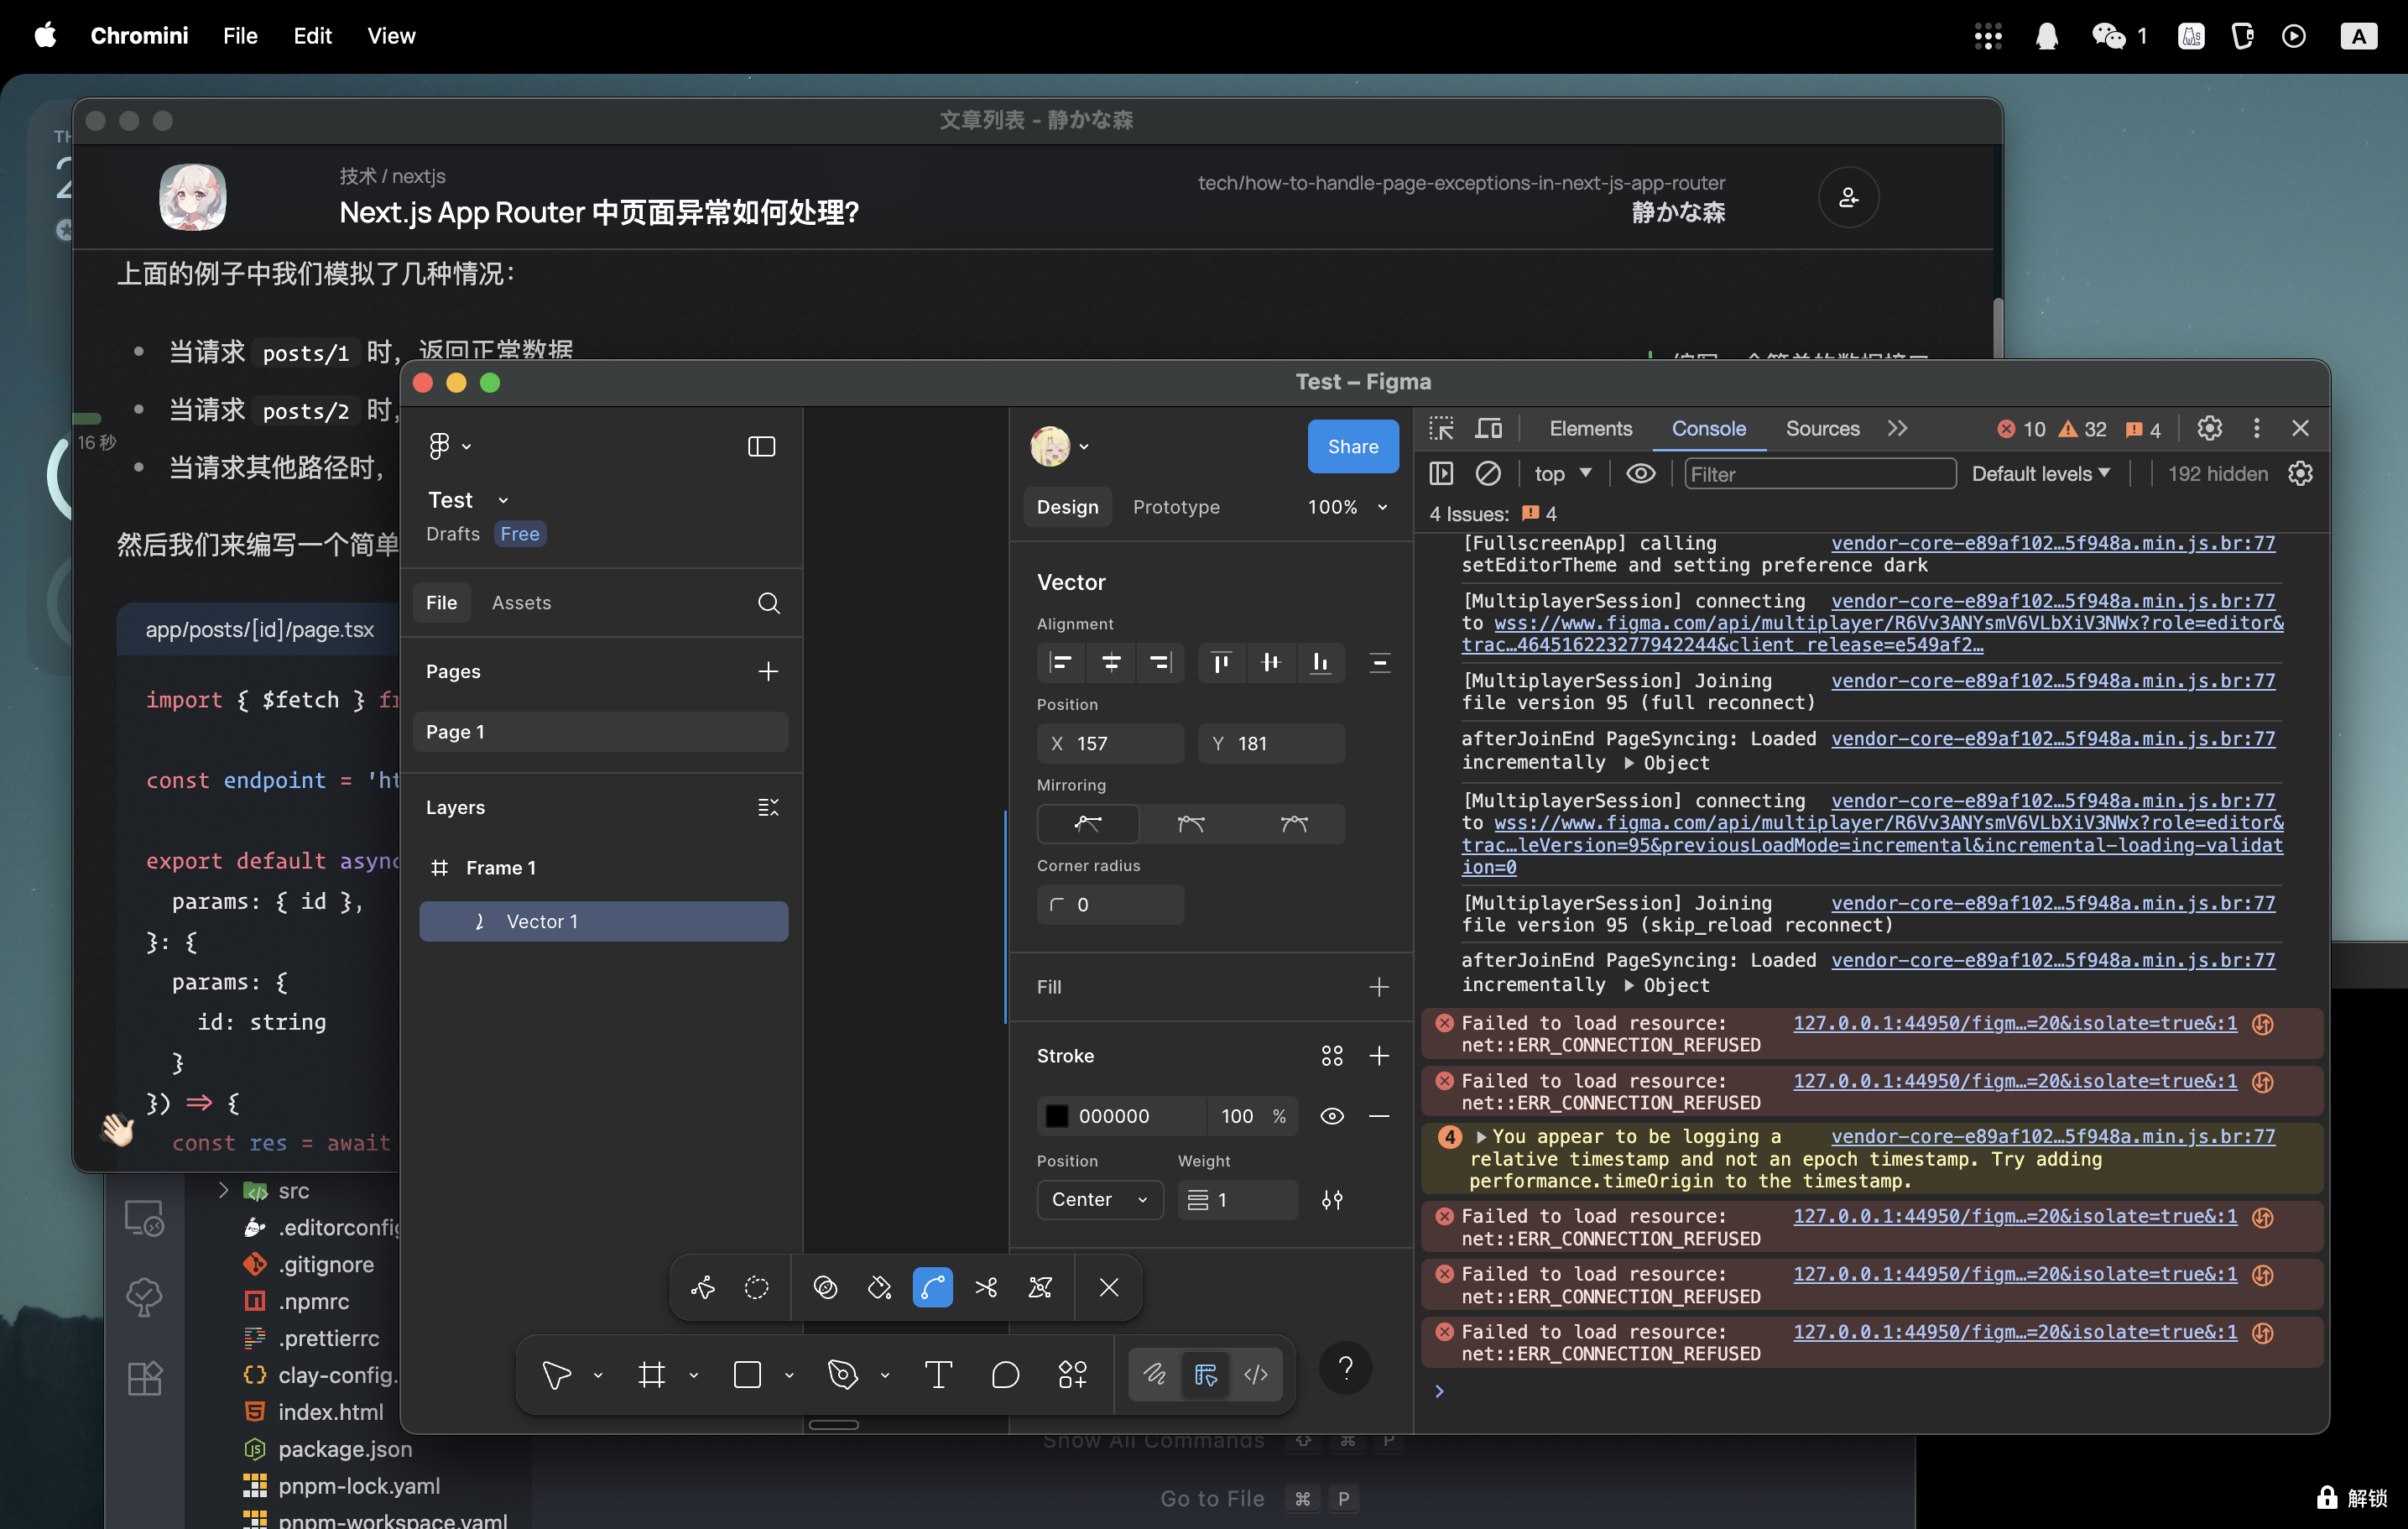 Chromini File Edit View
1
A
文章列表 - 静かな森
技术 / nextjs
Next.js App Router 中页面异常如何处理?
tech/how-to-handle-page-exceptions-in-next-js-app-router
静かな森
上面的例子中我们模拟了几种情况：
当请求 posts/1 时，返回正常数据
当请求 posts/2 时，
16 秒
当请求其他路径时，
然后我们来编写一个简单
app/posts/[id]/page.tsx
import { $fetch }
const endpoint =
export default async
params: { id },
}: {
params: {
id: string
}
}) => {
const res = await
Test – Figma
Test
Drafts Free
File Assets
Pages
Page 1
Layers
Frame 1
Vector 1
Share
Design Prototype 100%
Vector
Alignment
Position
X 157 Y 181
Mirroring
Corner radius
0
Fill
Stroke
000000 100 %
Position Weight
Center 1
?
Elements Console Sources 10 32 4
top Filter Default levels 192 hidden
4 Issues: 4
[FullscreenApp] calling vendor-core-e89af102…5f948a.min.js.br:77
setEditorTheme and setting preference dark
[MultiplayerSession] connecting vendor-core-e89af102…5f948a.min.js.br:77
to wss://www.figma.com/api/multiplayer/R6Vv3ANYsmV6VLbXiV3NWx?role=editor&
trac…4645162232779422244&client_release=e549af2…
[MultiplayerSession] Joining vendor-core-e89af102…5f948a.min.js.br:77
file version 95 (full reconnect)
afterJoinEnd PageSyncing: Loaded vendor-core-e89af102…5f948a.min.js.br:77
incrementally ▶ Object
[MultiplayerSession] connecting vendor-core-e89af102…5f948a.min.js.br:77
to wss://www.figma.com/api/multiplayer/R6Vv3ANYsmV6VLbXiV3NWx?role=editor&
trac…leVersion=95&previousLoadMode=incremental&incremental-loading-validat
ion=0
[MultiplayerSession] Joining vendor-core-e89af102…5f948a.min.js.br:77
file version 95 (skip_reload reconnect)
afterJoinEnd PageSyncing: Loaded vendor-core-e89af102…5f948a.min.js.br:77
incrementally ▶ Object
Failed to load resource: 127.0.0.1:44950/figm…=20&isolate=true&:1
net::ERR_CONNECTION_REFUSED
Failed to load resource: 127.0.0.1:44950/figm…=20&isolate=true&:1
net::ERR_CONNECTION_REFUSED
4 ▶You appear to be logging a vendor-core-e89af102…5f948a.min.js.br:77
relative timestamp and not an epoch timestamp. Try adding
performance.timeOrigin to the timestamp.
Failed to load resource: 127.0.0.1:44950/figm…=20&isolate=true&:1
net::ERR_CONNECTION_REFUSED
Failed to load resource: 127.0.0.1:44950/figm…=20&isolate=true&:1
net::ERR_CONNECTION_REFUSED
Failed to load resource: 127.0.0.1:44950/figm…=20&isolate=true&:1
net::ERR_CONNECTION_REFUSED
src
.editorconfig
.gitignore
.npmrc
.prettierrc
clay-config.
index.html
package.json
pnpm-lock.yaml
pnpm-workspace.yaml
Show All Commands ⇧ ⌘ P
Go to File ⌘ P
解锁